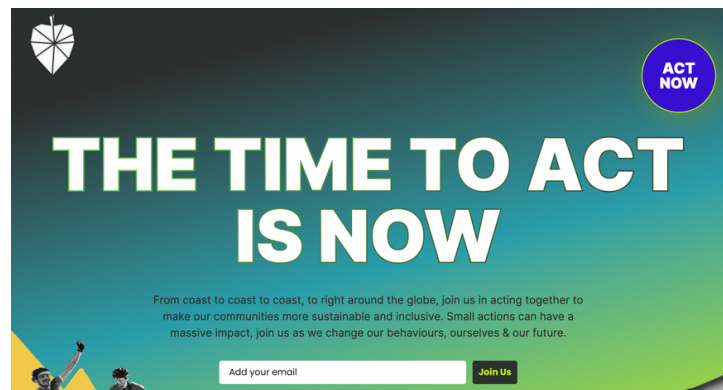 ACT
NOW
THE TIME TO ACT
IS NOW
From coast to coast to coast, to right around the globe, join us in acting together to
make our communities more sustainable and inclusive. Small actions can have a
massive impact, join us as we change our behaviours, ourselves & our future.
Add your email
Join Us